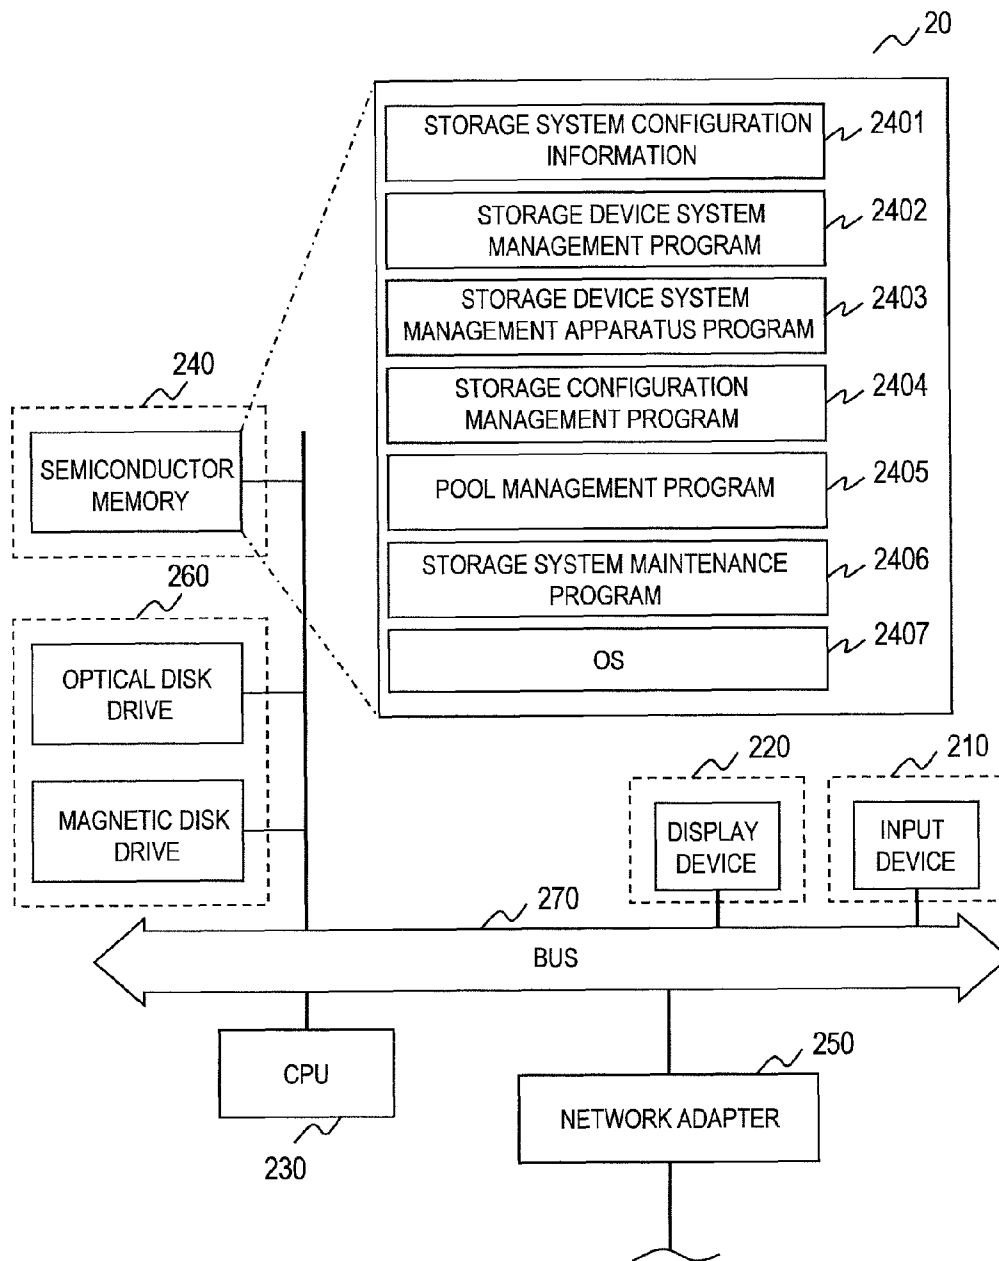 20
STORAGE SYSTEM CONFIGURATION
INFORMATION
2401
STORAGE DEVICE SYSTEM
MANAGEMENT PROGRAM
2402
STORAGE DEVICE SYSTEM
MANAGEMENT APPARATUS PROGRAM
2403
STORAGE CONFIGURATION
MANAGEMENT PROGRAM
2404
POOL MANAGEMENT PROGRAM
2405
STORAGE SYSTEM MAINTENANCE
PROGRAM
2406
OS
2407
240
SEMICONDUCTOR
MEMORY
260
OPTICAL DISK
DRIVE
MAGNETIC DISK
DRIVE
220
DISPLAY
DEVICE
210
INPUT
DEVICE
270
BUS
CPU
230
250
NETWORK ADAPTER